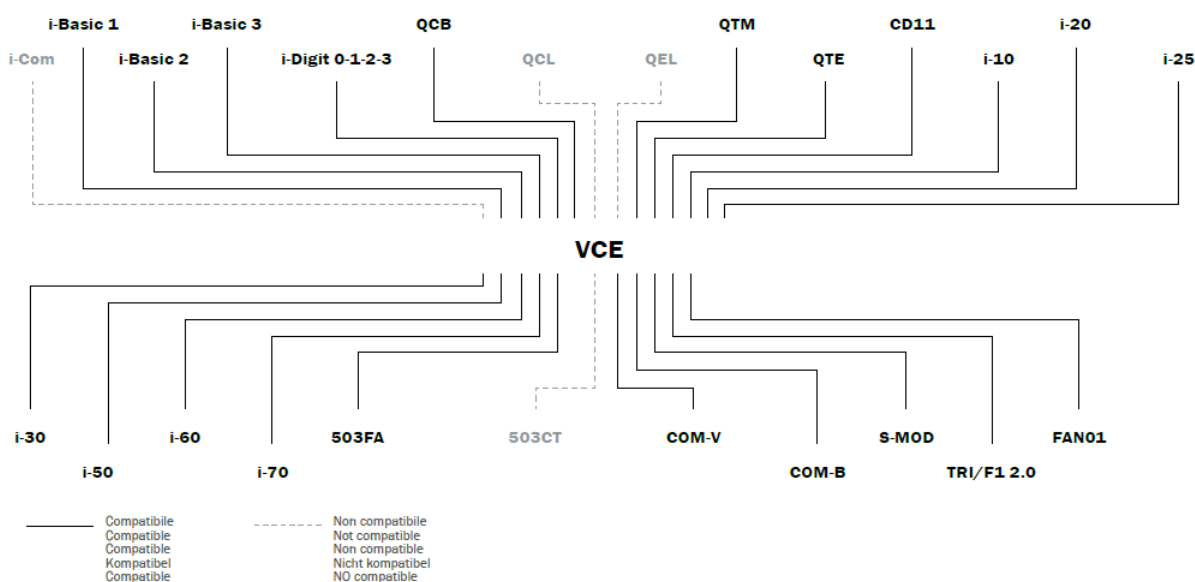 i-Basic 1
i-Basic 3
QCB
QTM
CD11
i-20
i-Com
i-Basic 2
i-Digit 0-1-2-3
QCL
QEL
QTE
i-10
i-25
VCE
i-30
i-60
503FA
503CT
COM-V
S-MOD
FAN01
i-50
i-70
COM-B
TRI/F1 2.0
Compatibile
Compatible
Compatible
Kompatibel
Compatible
Non compatibile
Not compatible
Non compatible
Nicht kompatibel
NO compatible